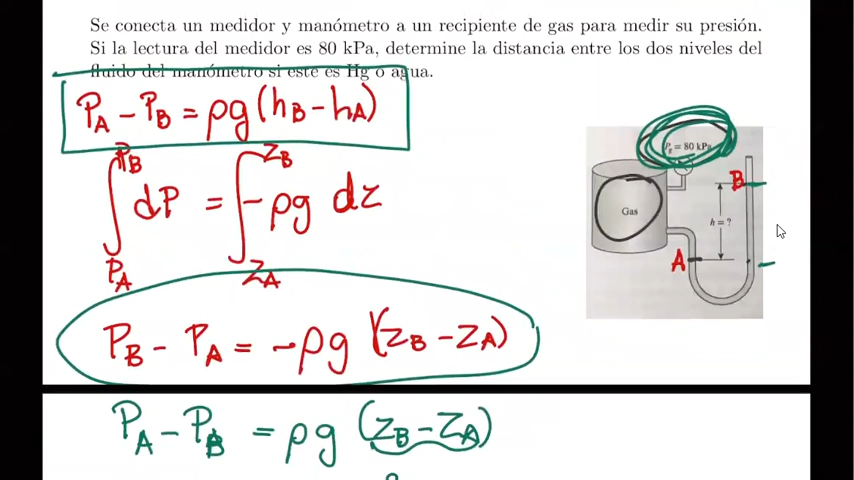 Se conecta un medidor y manómetro a un recipiente de gas para medir su presión.
Si la lectura del medidor es 80 kPa, determine la distancia entre los dos niveles del
fluido del manómetro si este es Hg o agua.
P_A - P_B = ρg(h_B - h_A)
∫_{P_A}^{P_B} dP = ∫_{Z_A}^{Z_B} -ρg dz
P_B - P_A = -ρg (Z_B - Z_A)
P_A - P_B = ρg (Z_B - Z_A)
P_g = 80 kPa
Gas
h = ?
B
A